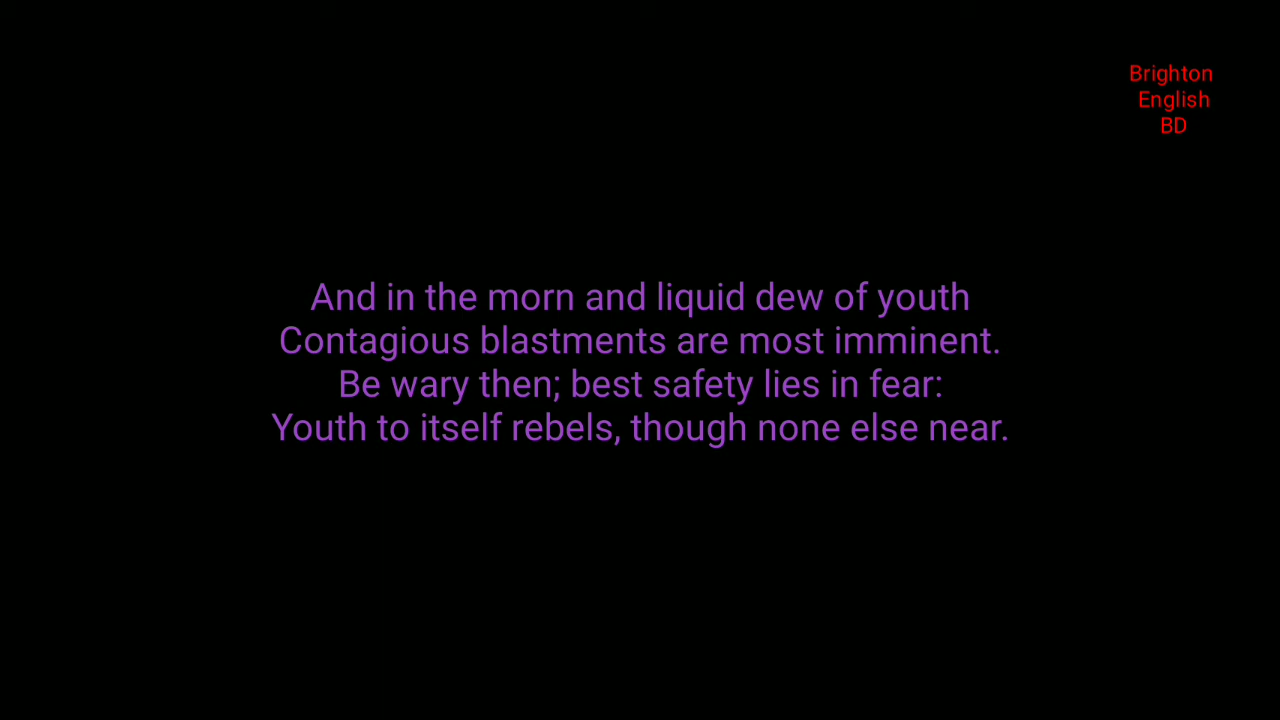 Brighton
English
BD
And in the morn and liquid dew of youth
Contagious blastments are most imminent.
Be wary then; best safety lies in fear:
Youth to itself rebels, though none else near.